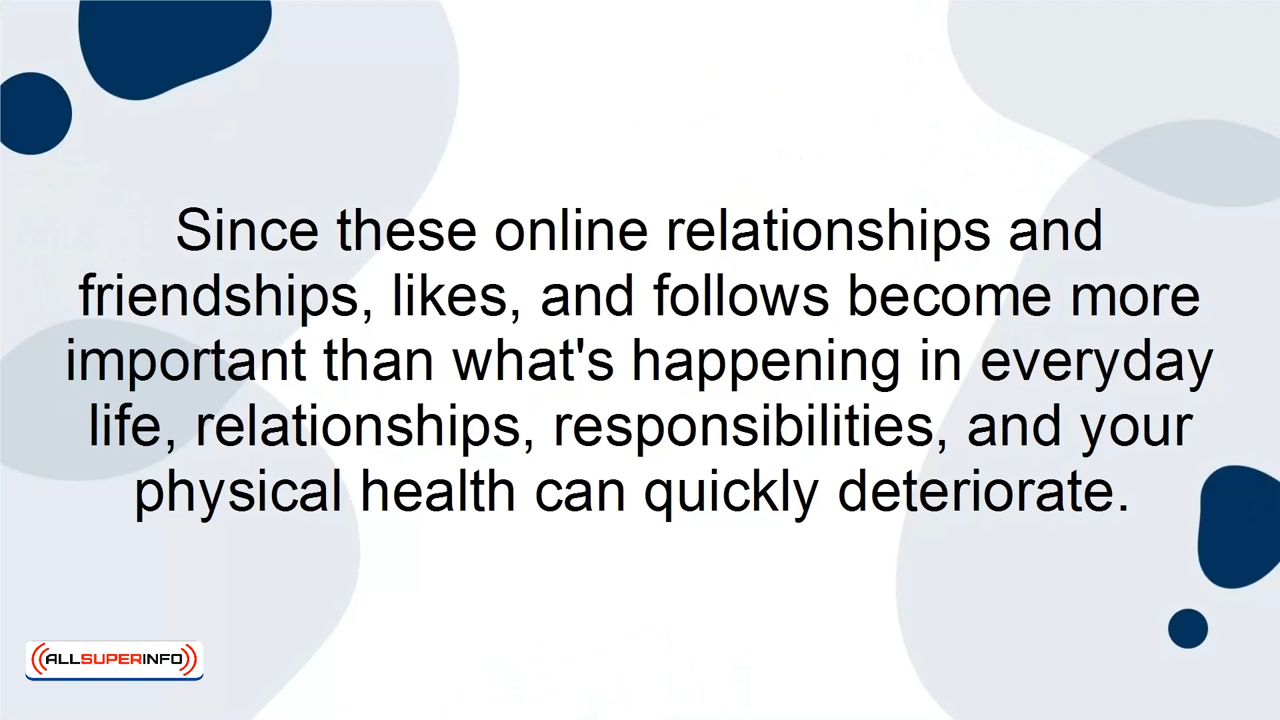 Since these online relationships and
friendships, likes, and follows become more
important than what's happening in everyday
life, relationships, responsibilities, and your
physical health can quickly deteriorate.
ALLSUPERINFO